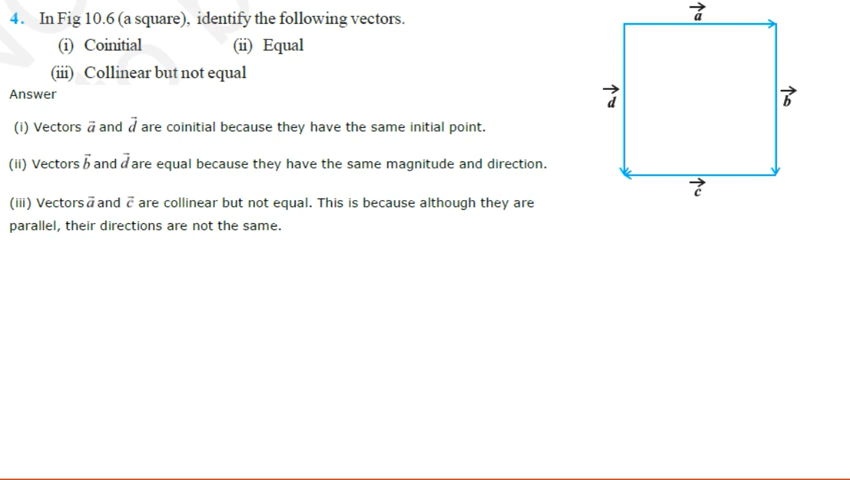 4. In Fig 10.6 (a square), identify the following vectors.
(i) Coinitial (ii) Equal
(iii) Collinear but not equal
Answer
(i) Vectors a⃗ and d⃗ are coinitial because they have the same initial point.
(ii) Vectors b⃗ and d⃗ are equal because they have the same magnitude and direction.
(iii) Vectors a⃗ and c⃗ are collinear but not equal. This is because although they are
parallel, their directions are not the same.
a⃗
d⃗
b⃗
c⃗